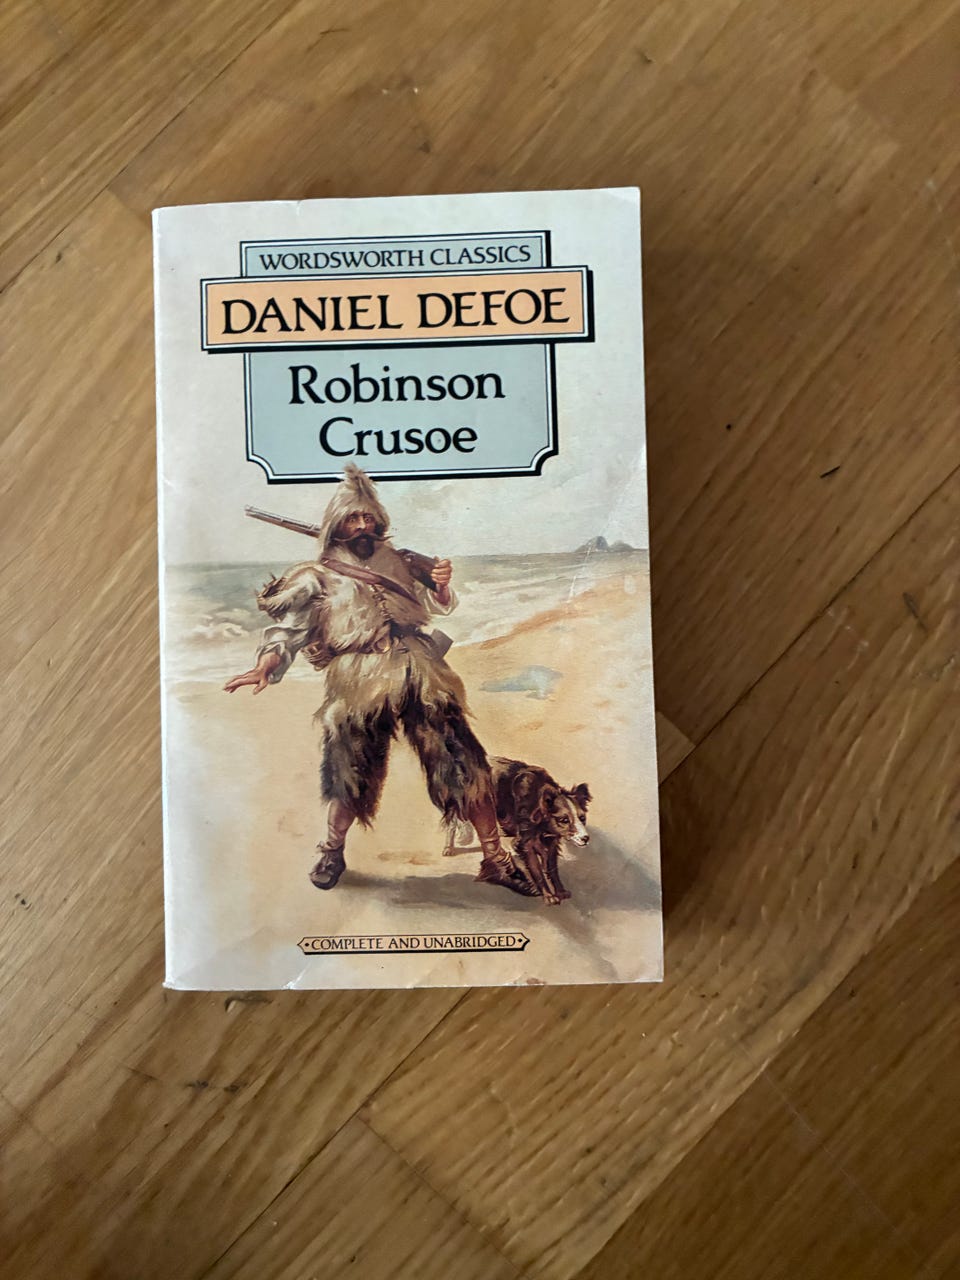 WORDSWORTH CLASSICS
DANIEL DEFOE
Robinson
Crusoe
COMPLETE AND UNABRIDGED